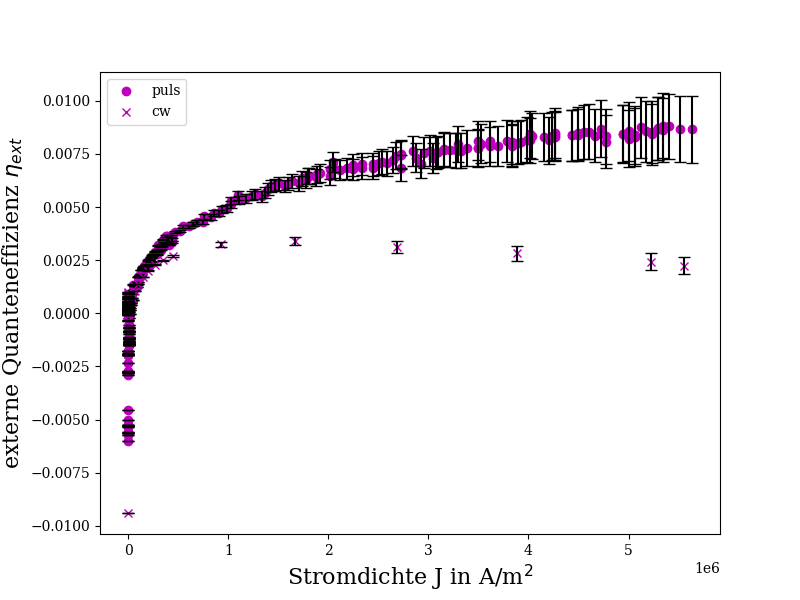 puls
cw
0.0100
0.0075
0.0050
0.0025
0.0000
−0.0025
−0.0050
−0.0075
−0.0100
externe Quanteneffizienz η_ext
0 1 2 3 4 5
1e6
Stromdichte J in A/m²